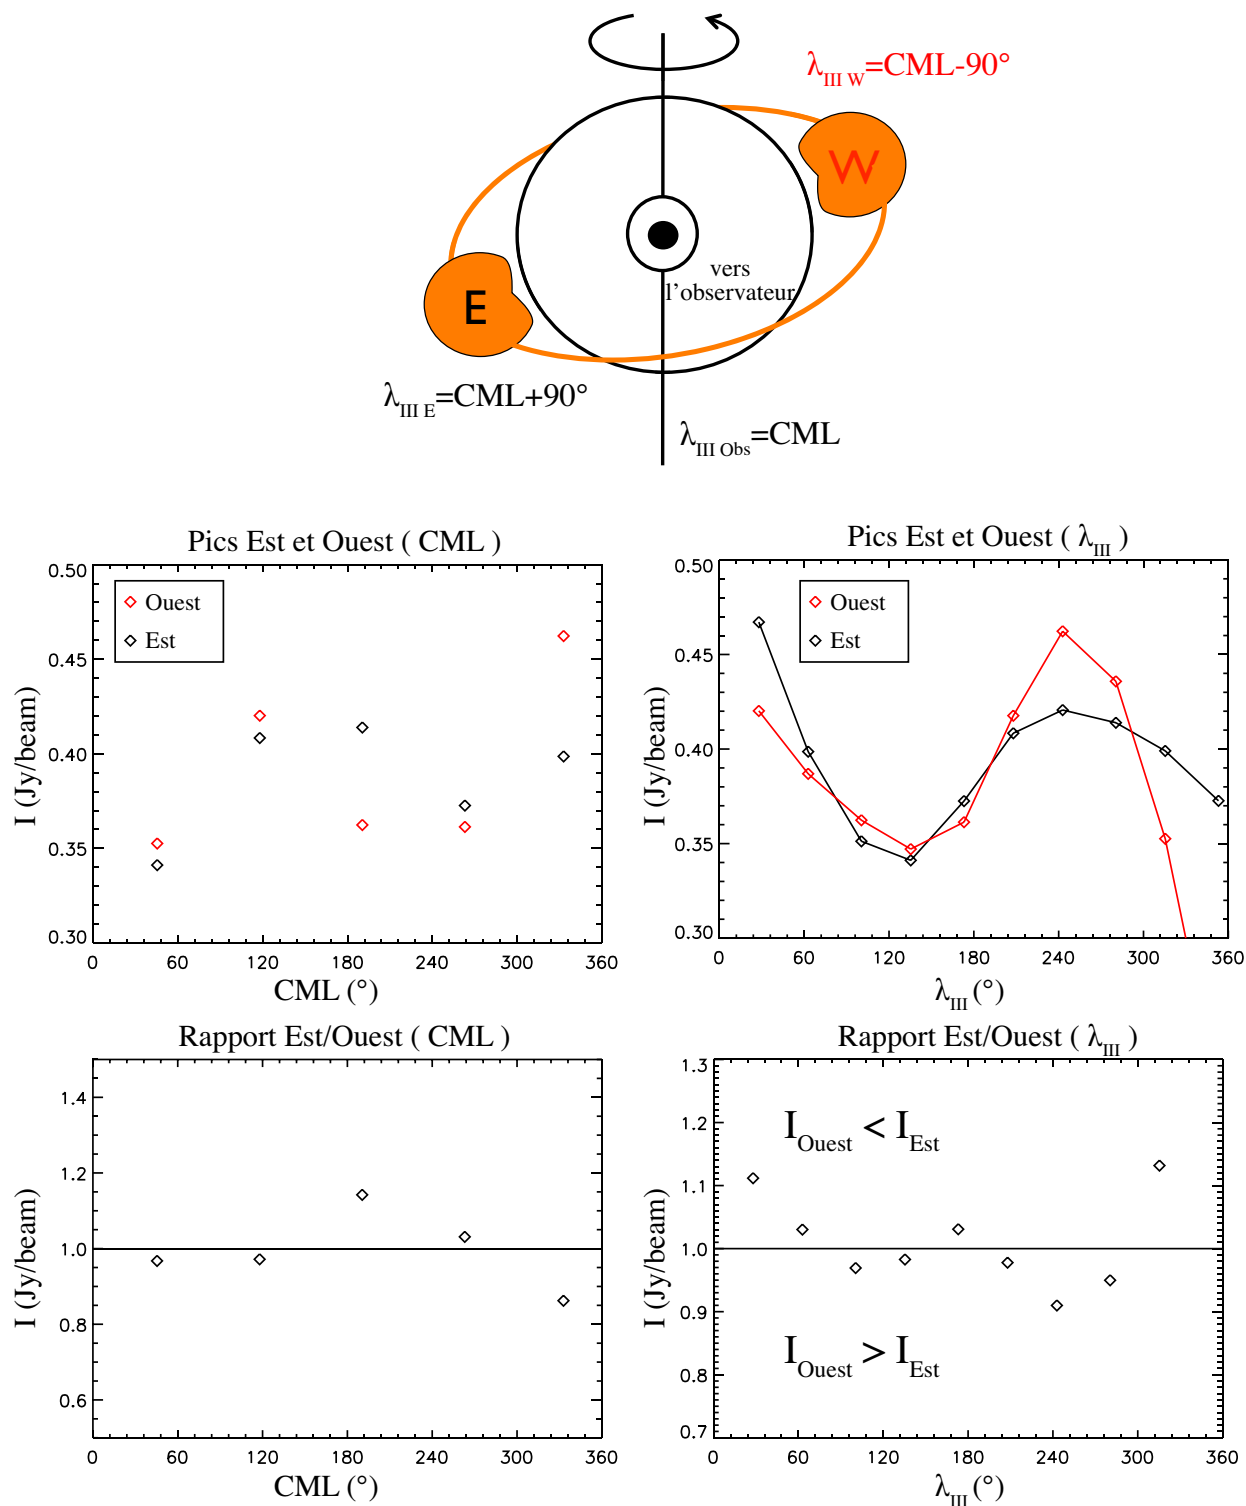 λIII W=CML-90°
W
vers
l'observateur
E
λIII E=CML+90°
λIII Obs=CML
Pics Est et Ouest ( CML )
I (Jy/beam)
0.50
0.45
0.40
0.35
0.30
Ouest
Est
0 60 120 180 240 300 360
CML (°)
Pics Est et Ouest ( λIII )
I (Jy/beam)
0.50
0.45
0.40
0.35
0.30
Ouest
Est
0 60 120 180 240 300 360
λIII (°)
Rapport Est/Ouest ( CML )
I (Jy/beam)
1.4
1.2
1.0
0.8
0.6
0 60 120 180 240 300 360
CML (°)
Rapport Est/Ouest ( λIII )
I (Jy/beam)
1.3
1.2
1.1
1.0
0.9
0.8
0.7
IOuest < IEst
IOuest > IEst
0 60 120 180 240 300 360
λIII (°)